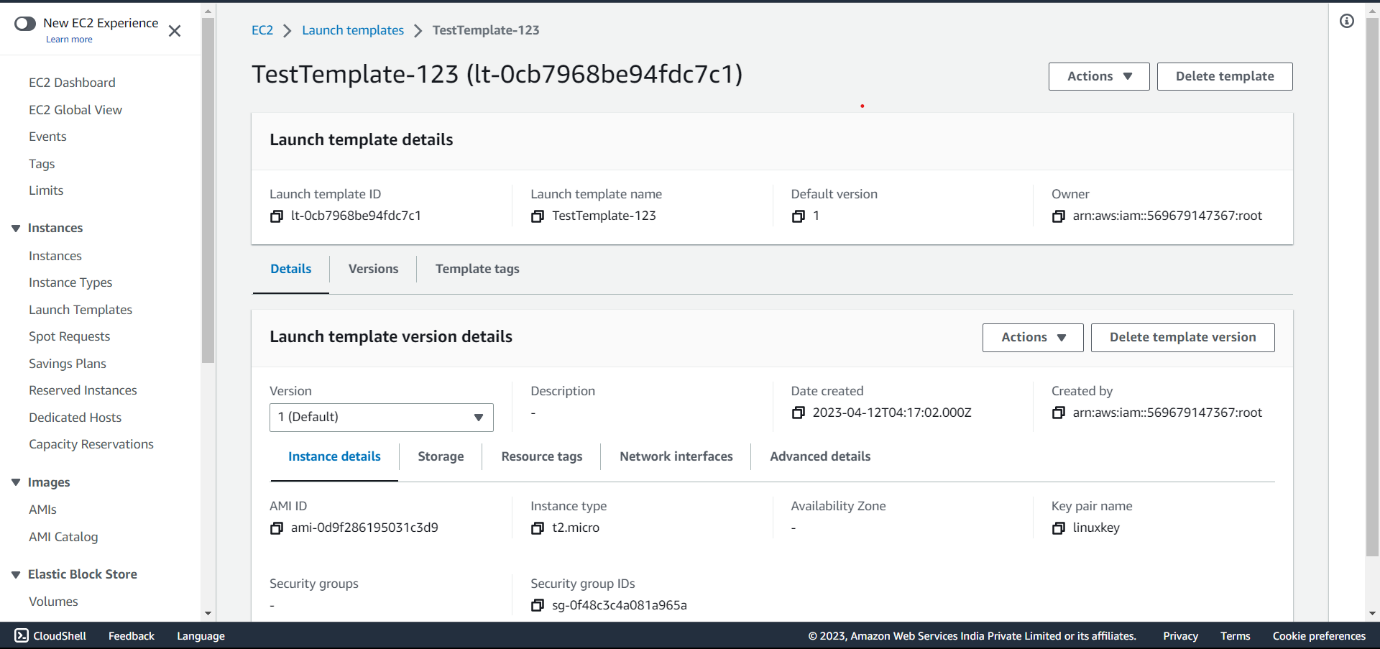 New EC2 Experience
Learn more
EC2 Dashboard
EC2 Global View
Events
Tags
Limits
Instances
Instances
Instance Types
Launch Templates
Spot Requests
Savings Plans
Reserved Instances
Dedicated Hosts
Capacity Reservations
Images
AMIs
AMI Catalog
Elastic Block Store
Volumes
EC2 > Launch templates > TestTemplate-123
TestTemplate-123 (lt-0cb7968be94fdc7c1)
Actions
Delete template
Launch template details
Launch template ID
lt-0cb7968be94fdc7c1
Launch template name
TestTemplate-123
Default version
1
Owner
arn:aws:iam::569679147367:root
Details
Versions
Template tags
Launch template version details
Actions
Delete template version
Version
1 (Default)
Description
-
Date created
2023-04-12T04:17:02.000Z
Created by
arn:aws:iam::569679147367:root
Instance details
Storage
Resource tags
Network interfaces
Advanced details
AMI ID
ami-0d9f286195031c3d9
Instance type
t2.micro
Availability Zone
-
Key pair name
linuxkey
Security groups
-
Security group IDs
sg-0f48c3c4a081a965a
CloudShell
Feedback
Language
© 2023, Amazon Web Services India Private Limited or its affiliates.
Privacy
Terms
Cookie preferences